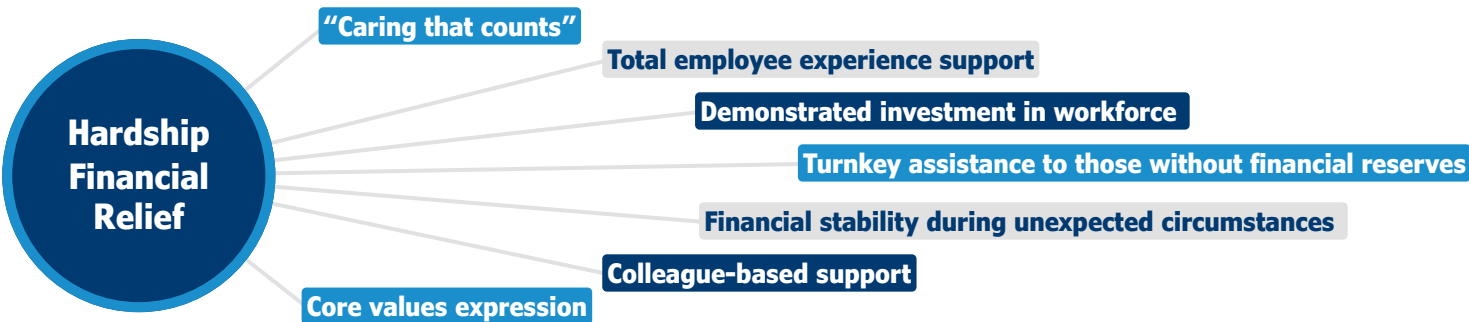 Hardship
Financial
Relief
“Caring that counts”
Total employee experience support
Demonstrated investment in workforce
Turnkey assistance to those without financial reserves
Financial stability during unexpected circumstances
Colleague-based support
Core values expression